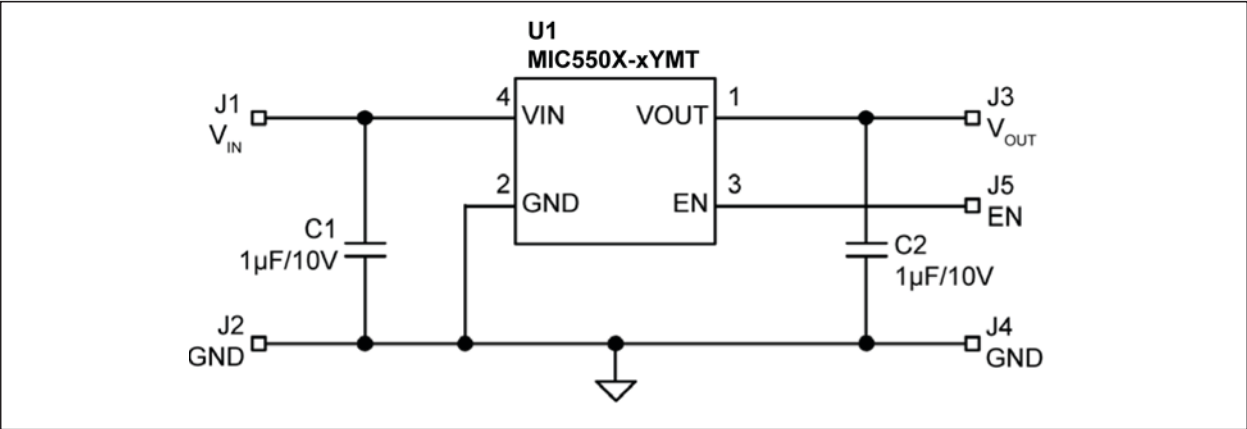 U1
MIC550X-xYMT
J1
VIN
4
VIN
VOUT
1
J3
VOUT
2
GND
EN
3
J5
EN
C1
1µF/10V
C2
1µF/10V
J2
GND
J4
GND